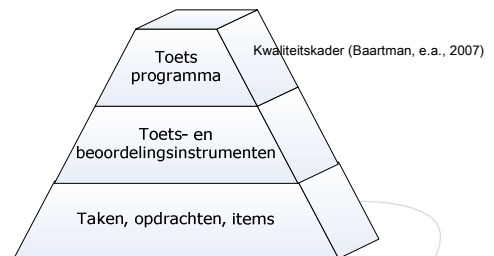 Toets
programma
Kwaliteitskader (Baartman, e.a., 2007)
Toets- en
beoordelingsinstrumenten
Taken, opdrachten, items